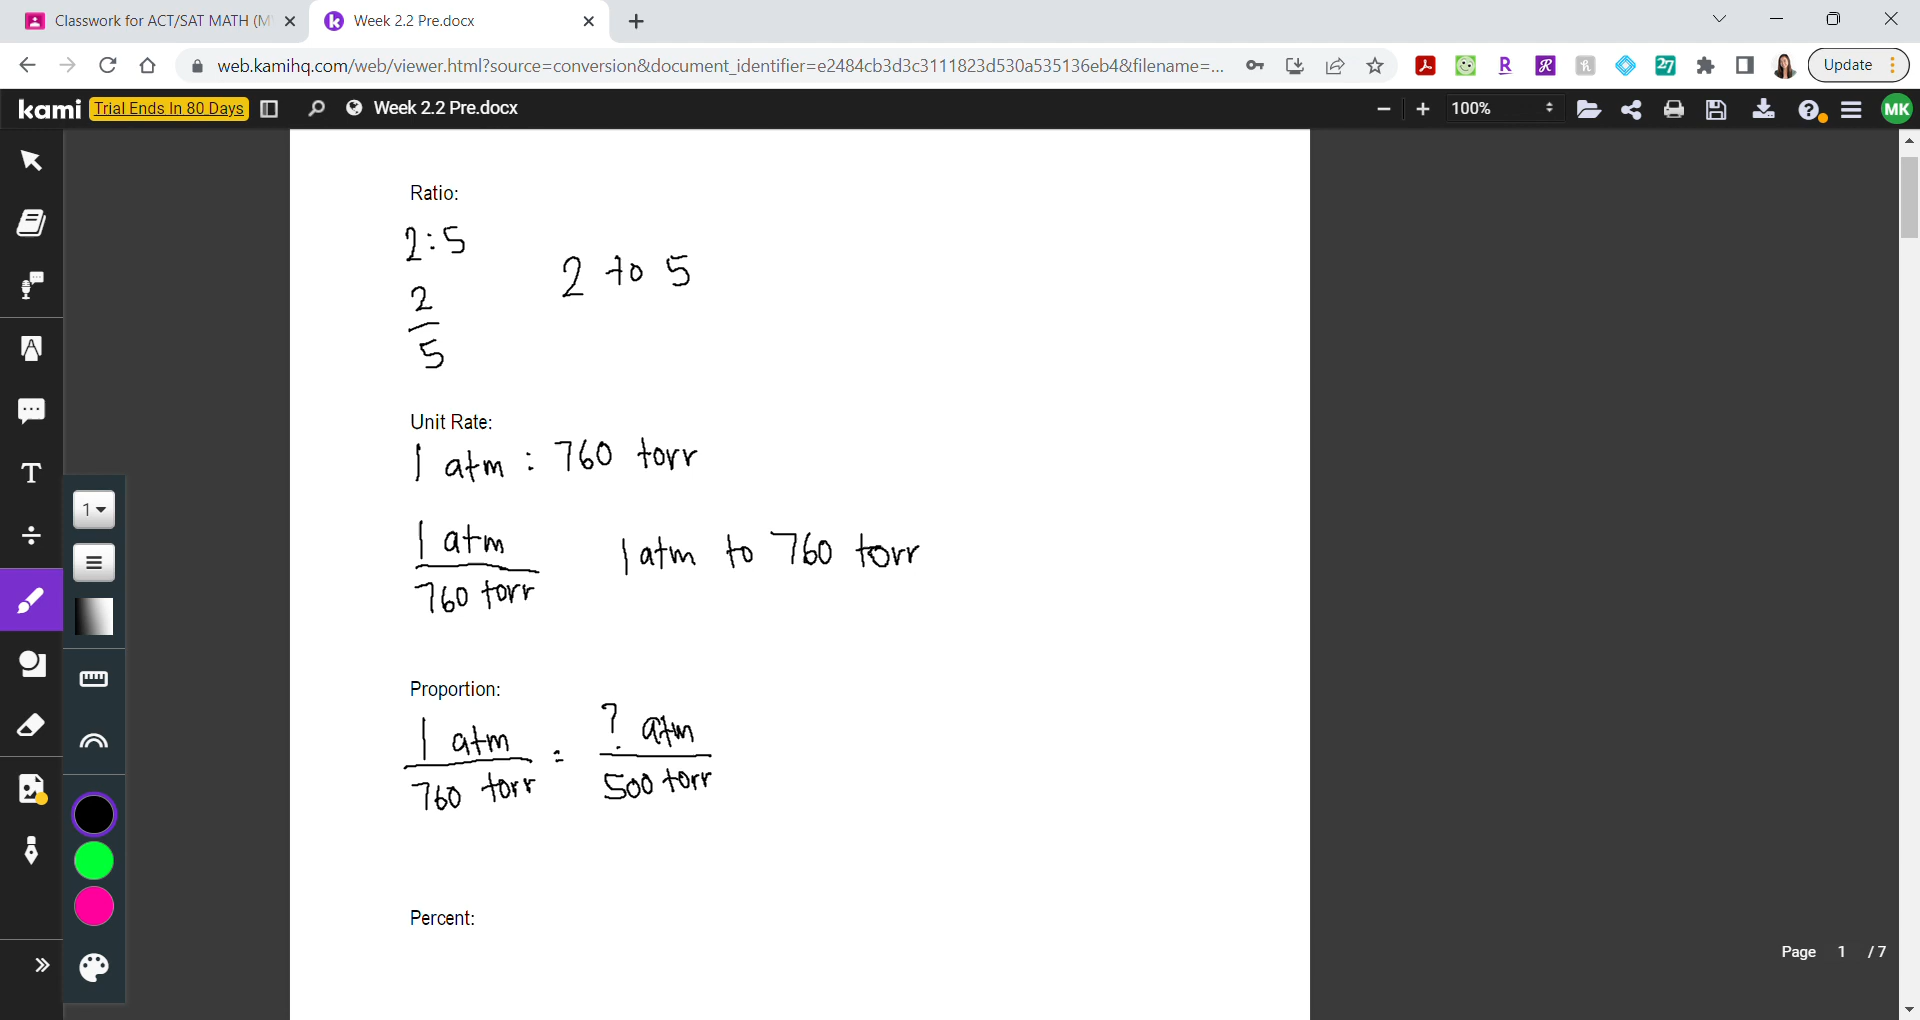 Classwork for ACT/SAT MATH (M
Week 2.2 Pre.docx
web.kamihq.com/web/viewer.html?source=conversion&document_identifier=e2484cb3d3c3111823d530a535136eb4&filename=...
Update
kami Trial Ends In 80 Days Week 2.2 Pre.docx 100% MK
Ratio:
2:5
2 to 5
2
5
Unit Rate:
1 atm : 760 torr
1 atm
760 torr
1 atm to 760 torr
Proportion:
1 atm = ? atm
760 torr 500 torr
Percent:
T
1
Page 1 / 7